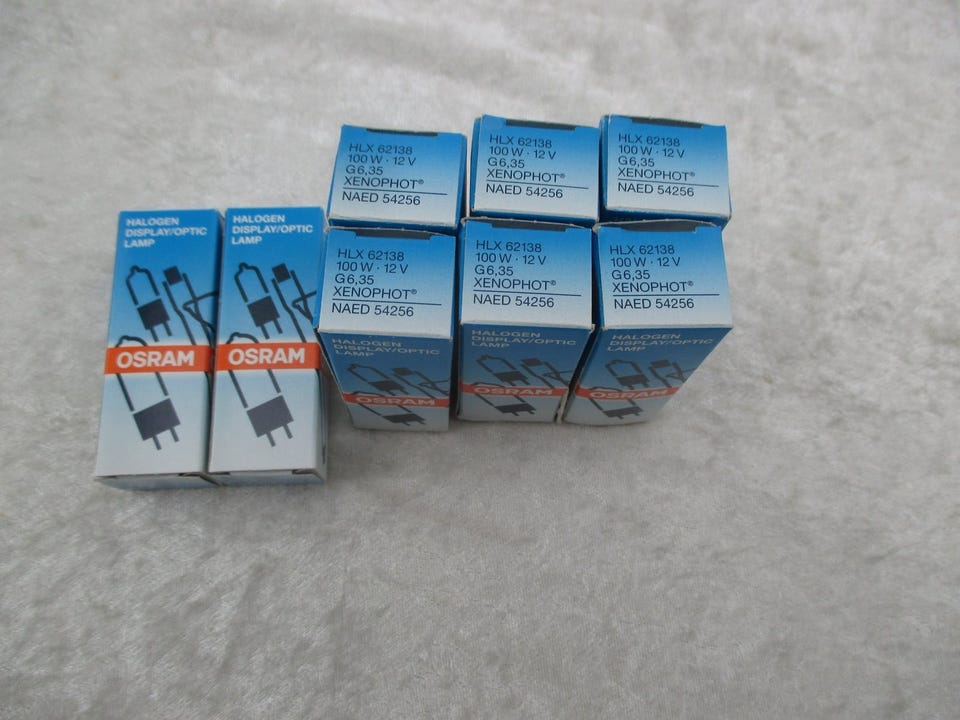 HALOGEN
DISPLAY/OPTIC
LAMP
OSRAM
HALOGEN
DISPLAY/OPTIC
LAMP
OSRAM
HLX 62138
100 W · 12 V
G6,35
XENOPHOT®
NAED 54256
HLX 62138
100 W · 12 V
G6,35
XENOPHOT®
NAED 54256
HLX 62138
100 W · 12 V
G6,35
XENOPHOT®
NAED 54256
HLX 62138
100 W · 12 V
G6,35
XENOPHOT®
NAED 54256
HALOGEN
DISPLAY/OPTIC
LAMP
OSRAM
HLX 62138
100 W · 12 V
G6,35
XENOPHOT®
NAED 54256
HALOGEN
DISPLAY/OPTIC
LAMP
OSRAM
HLX 62138
100 W · 12 V
G6,35
XENOPHOT®
NAED 54256
HALOGEN
DISPLAY/OPTIC
LAMP
OSRAM